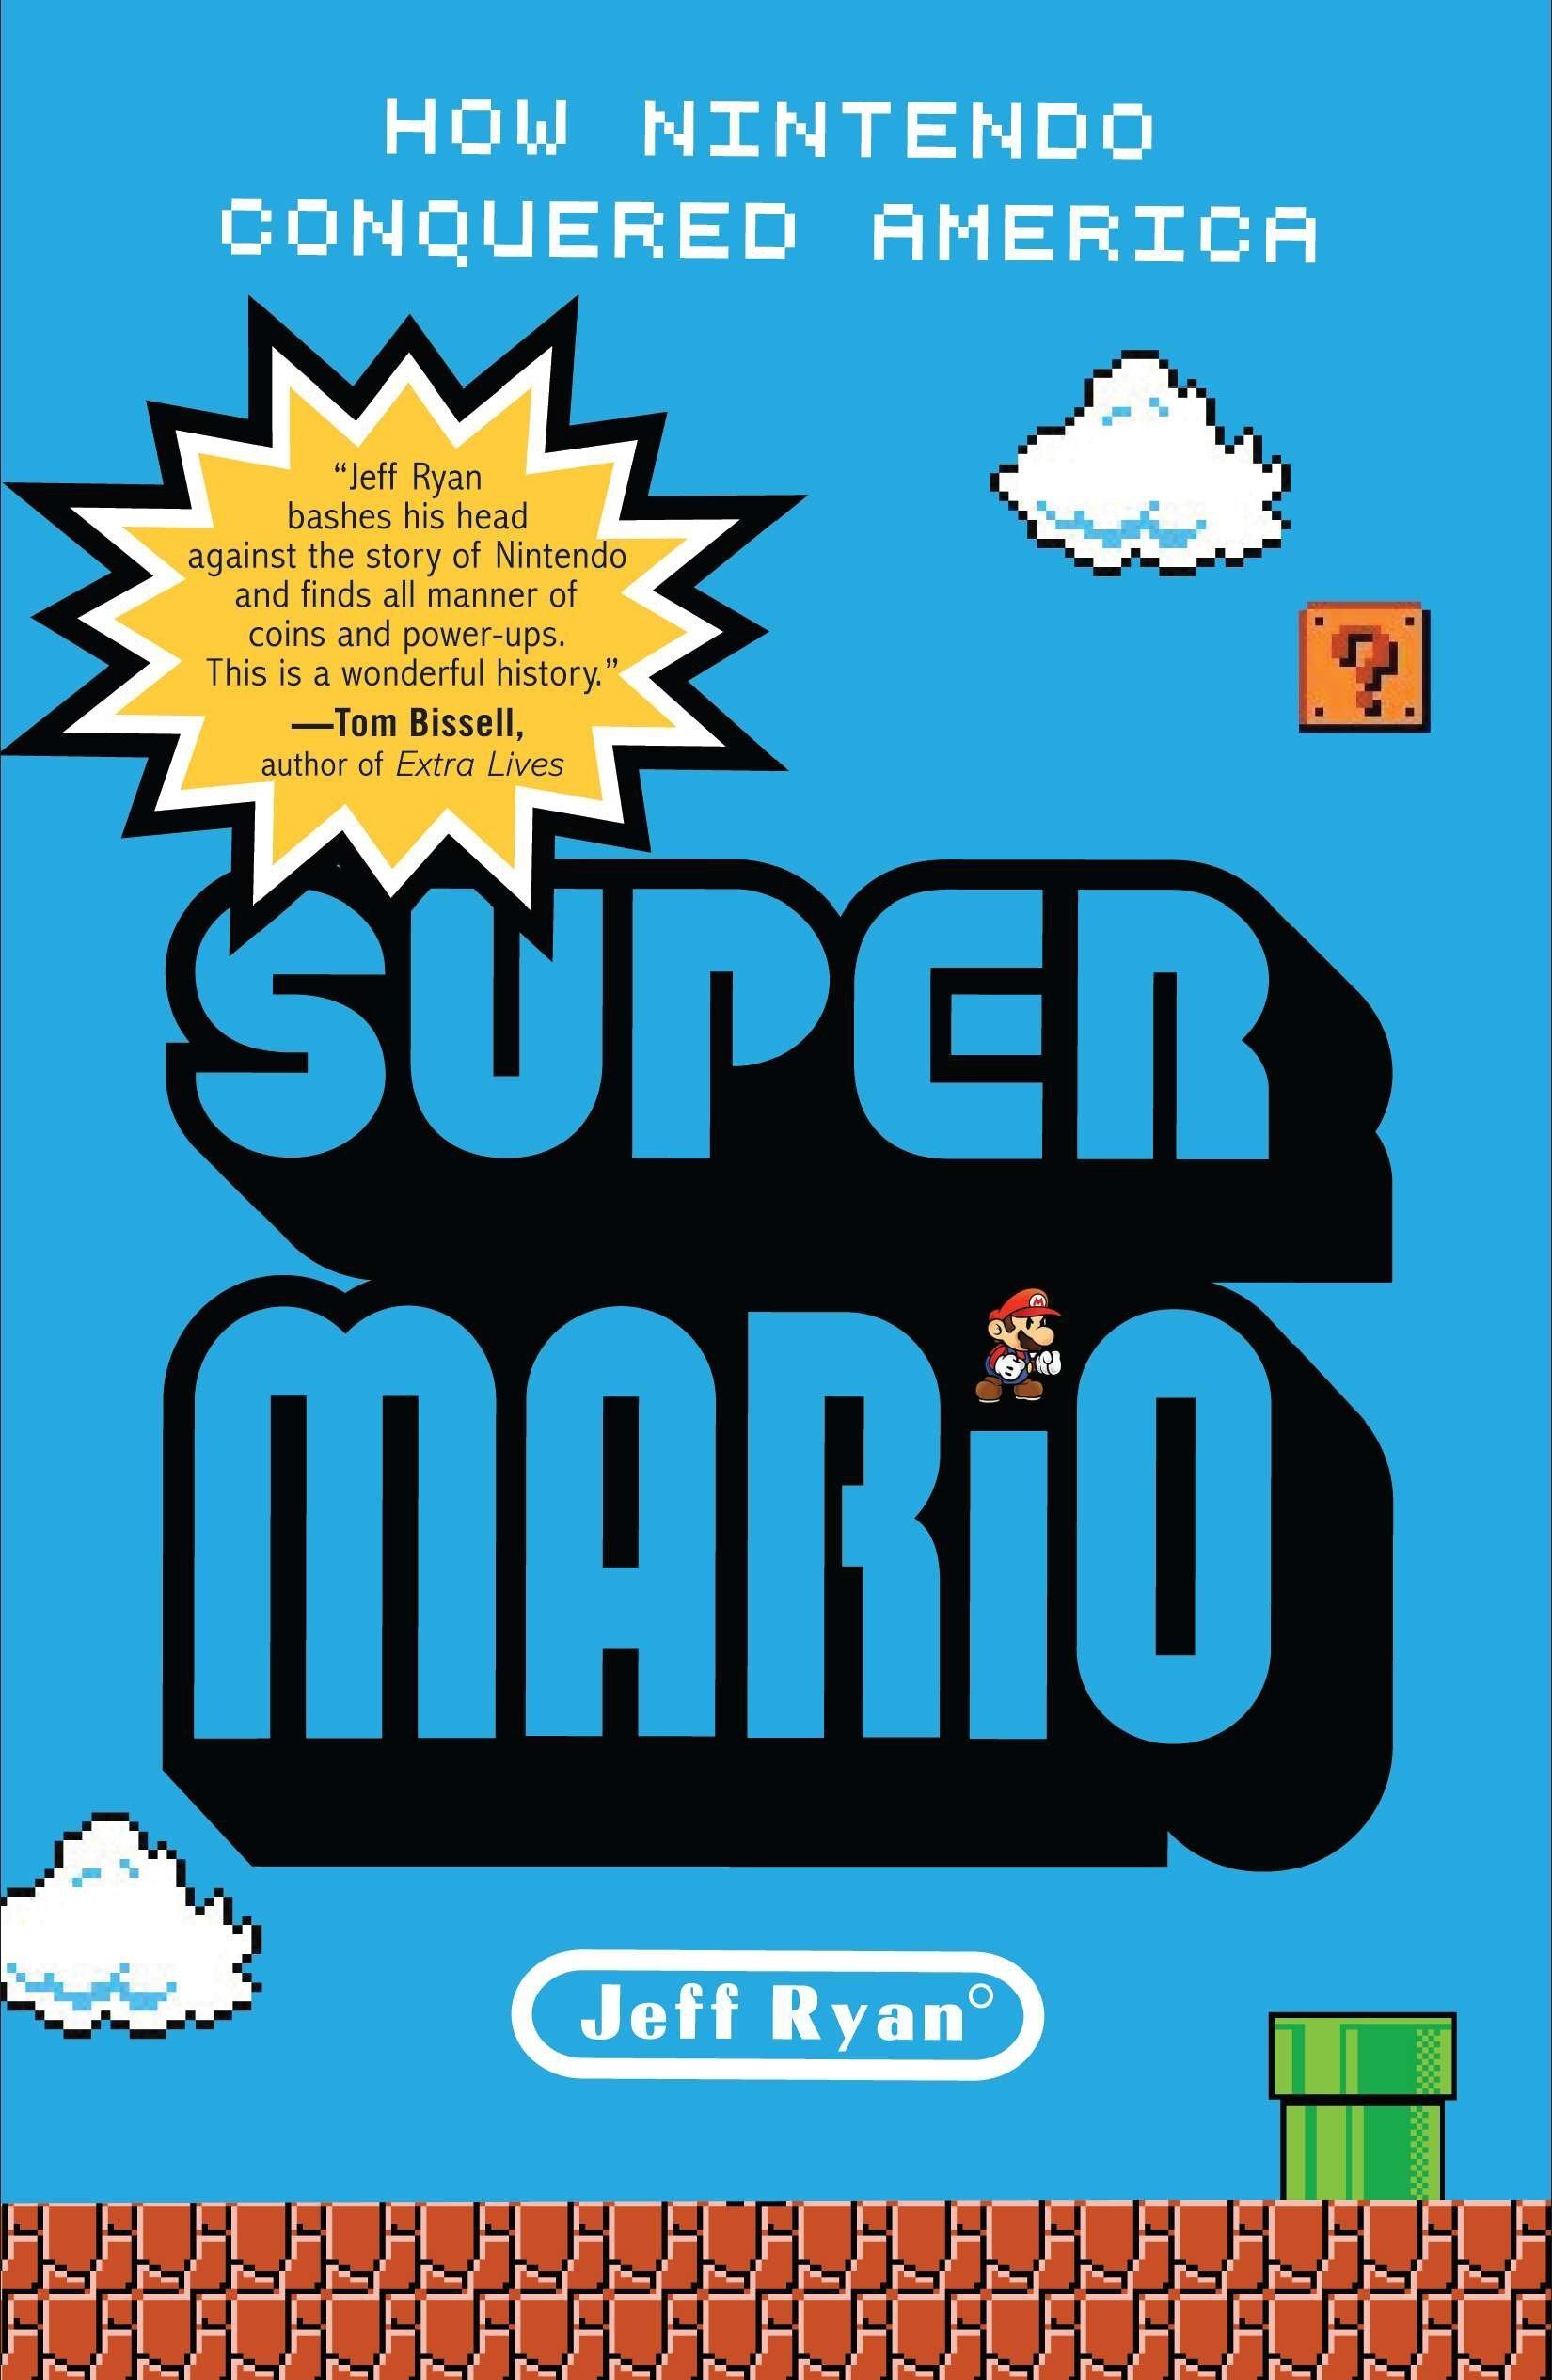 HOW NINTENDO
CONQUERED AMERICA
“Jeff Ryan
bashes his head
against the story of Nintendo
and finds all manner of
coins and power-ups.
This is a wonderful history.”
—Tom Bissell,
author of Extra Lives
?
SUPER
M
MARiO
Jeff Ryan